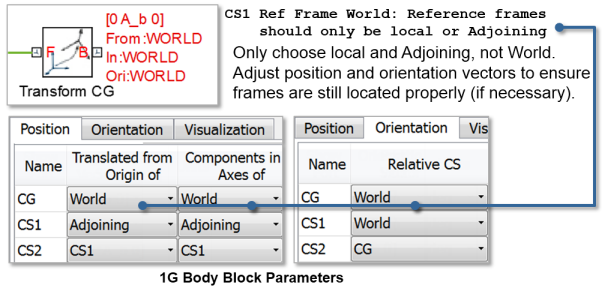 [0 A_b 0]
From:WORLD
In:WORLD
Ori:WORLD
F
B
Transform CG
CS1 Ref Frame World: Reference frames
should only be local or Adjoining
Only choose local and Adjoining, not World.
Adjust position and orientation vectors to ensure
frames are still located properly (if necessary).
Position Orientation Visualization
Name Translated from Origin of Components in Axes of
CG World World
CS1 Adjoining Adjoining
CS2 CS1 CS1
Position Orientation Vis
Name Relative CS
CG World
CS1 World
CS2 CG
1G Body Block Parameters